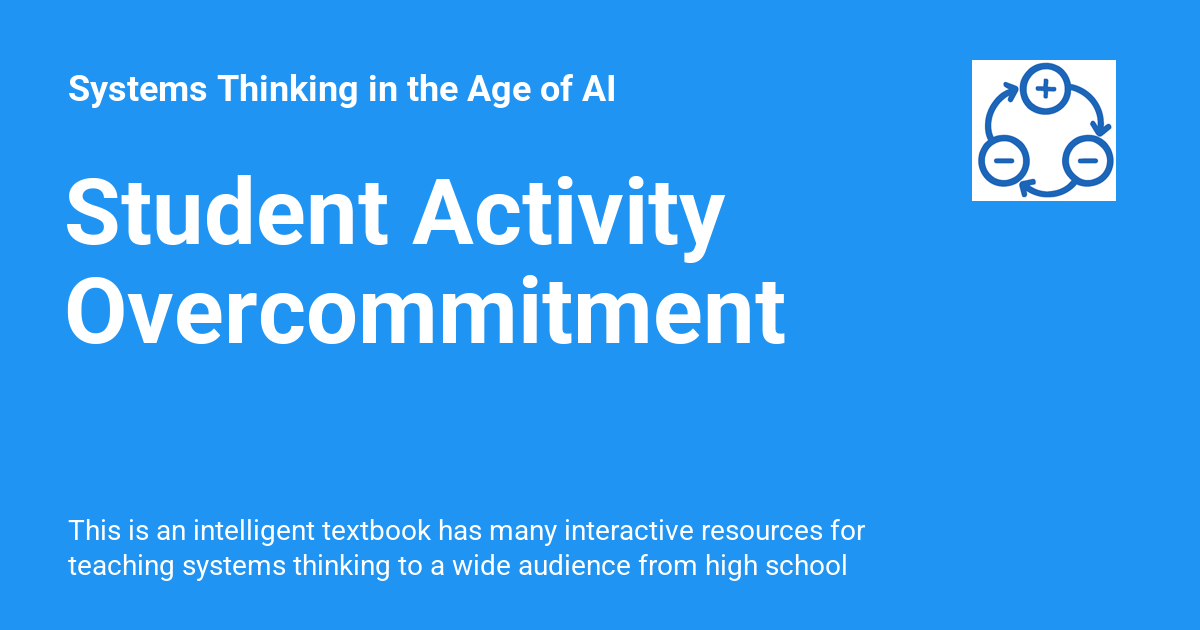 Systems Thinking in the Age of AI
Student Activity
Overcommitment
This is an intelligent textbook has many interactive resources for
teaching systems thinking to a wide audience from high school